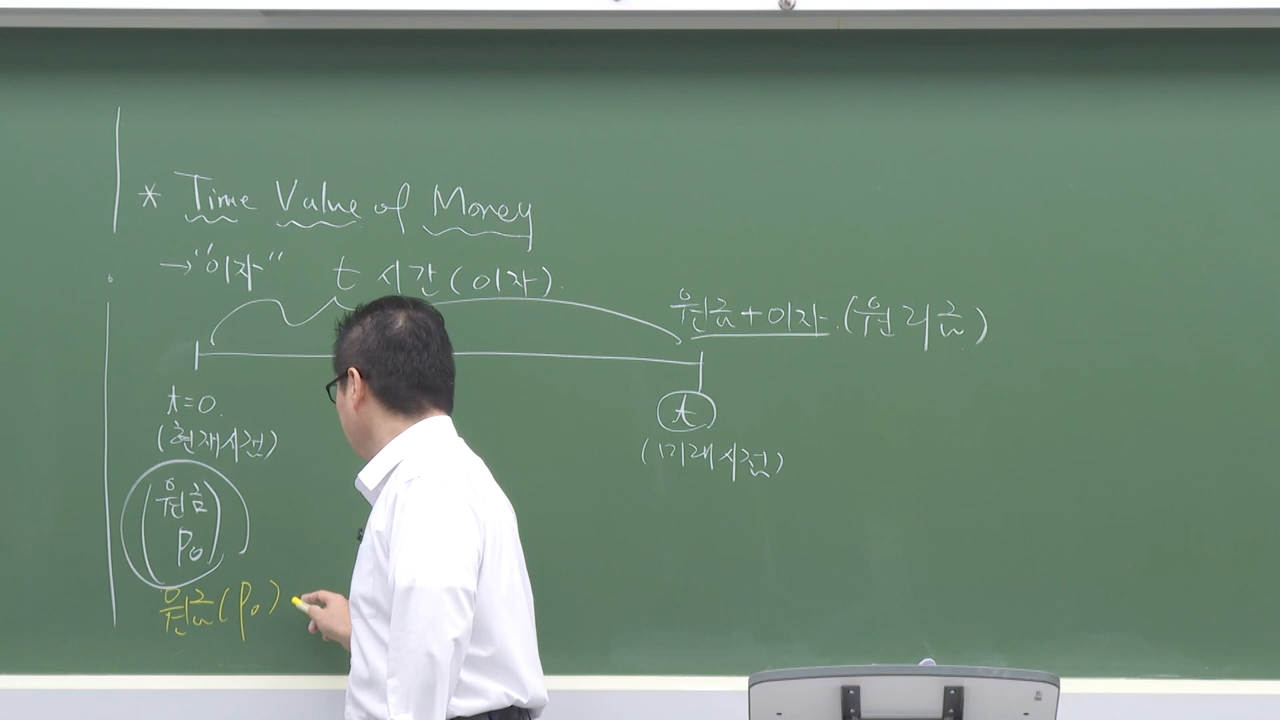 * Time Value of Money
→ "이자"
t 시간 (이자).
원금 + 이자. (원리금)
t=0.
(현재시점)
t
(미래시점)
(원금
P₀)
원금 (P₀)